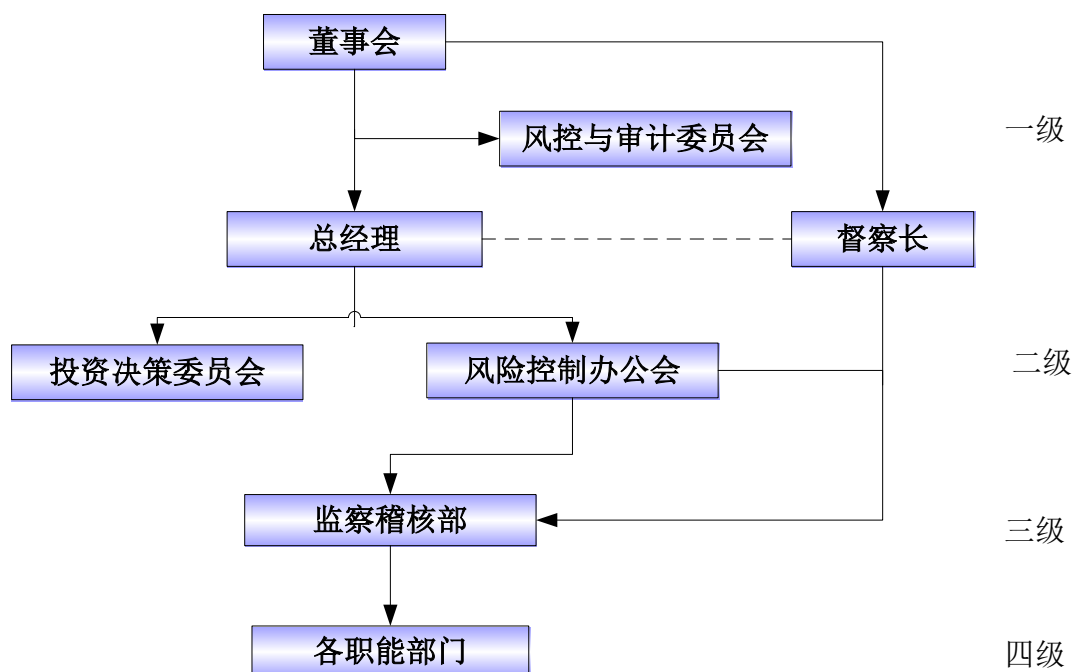 董事会
风控与审计委员会
一级
总经理
督察长
投资决策委员会
风险控制办公会
二级
监察稽核部
三级
各职能部门
四级